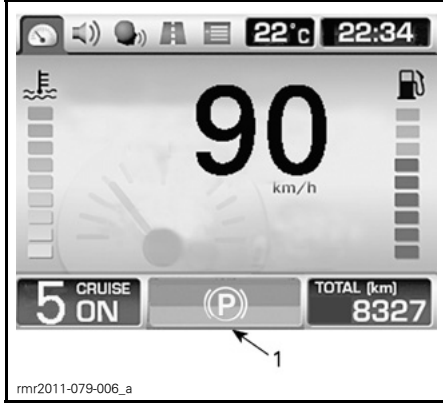 22°c 22:34
90
km/h
5 CRUISE ON
(P)
TOTAL (km)
8327
1
rmr2011-079-006_a